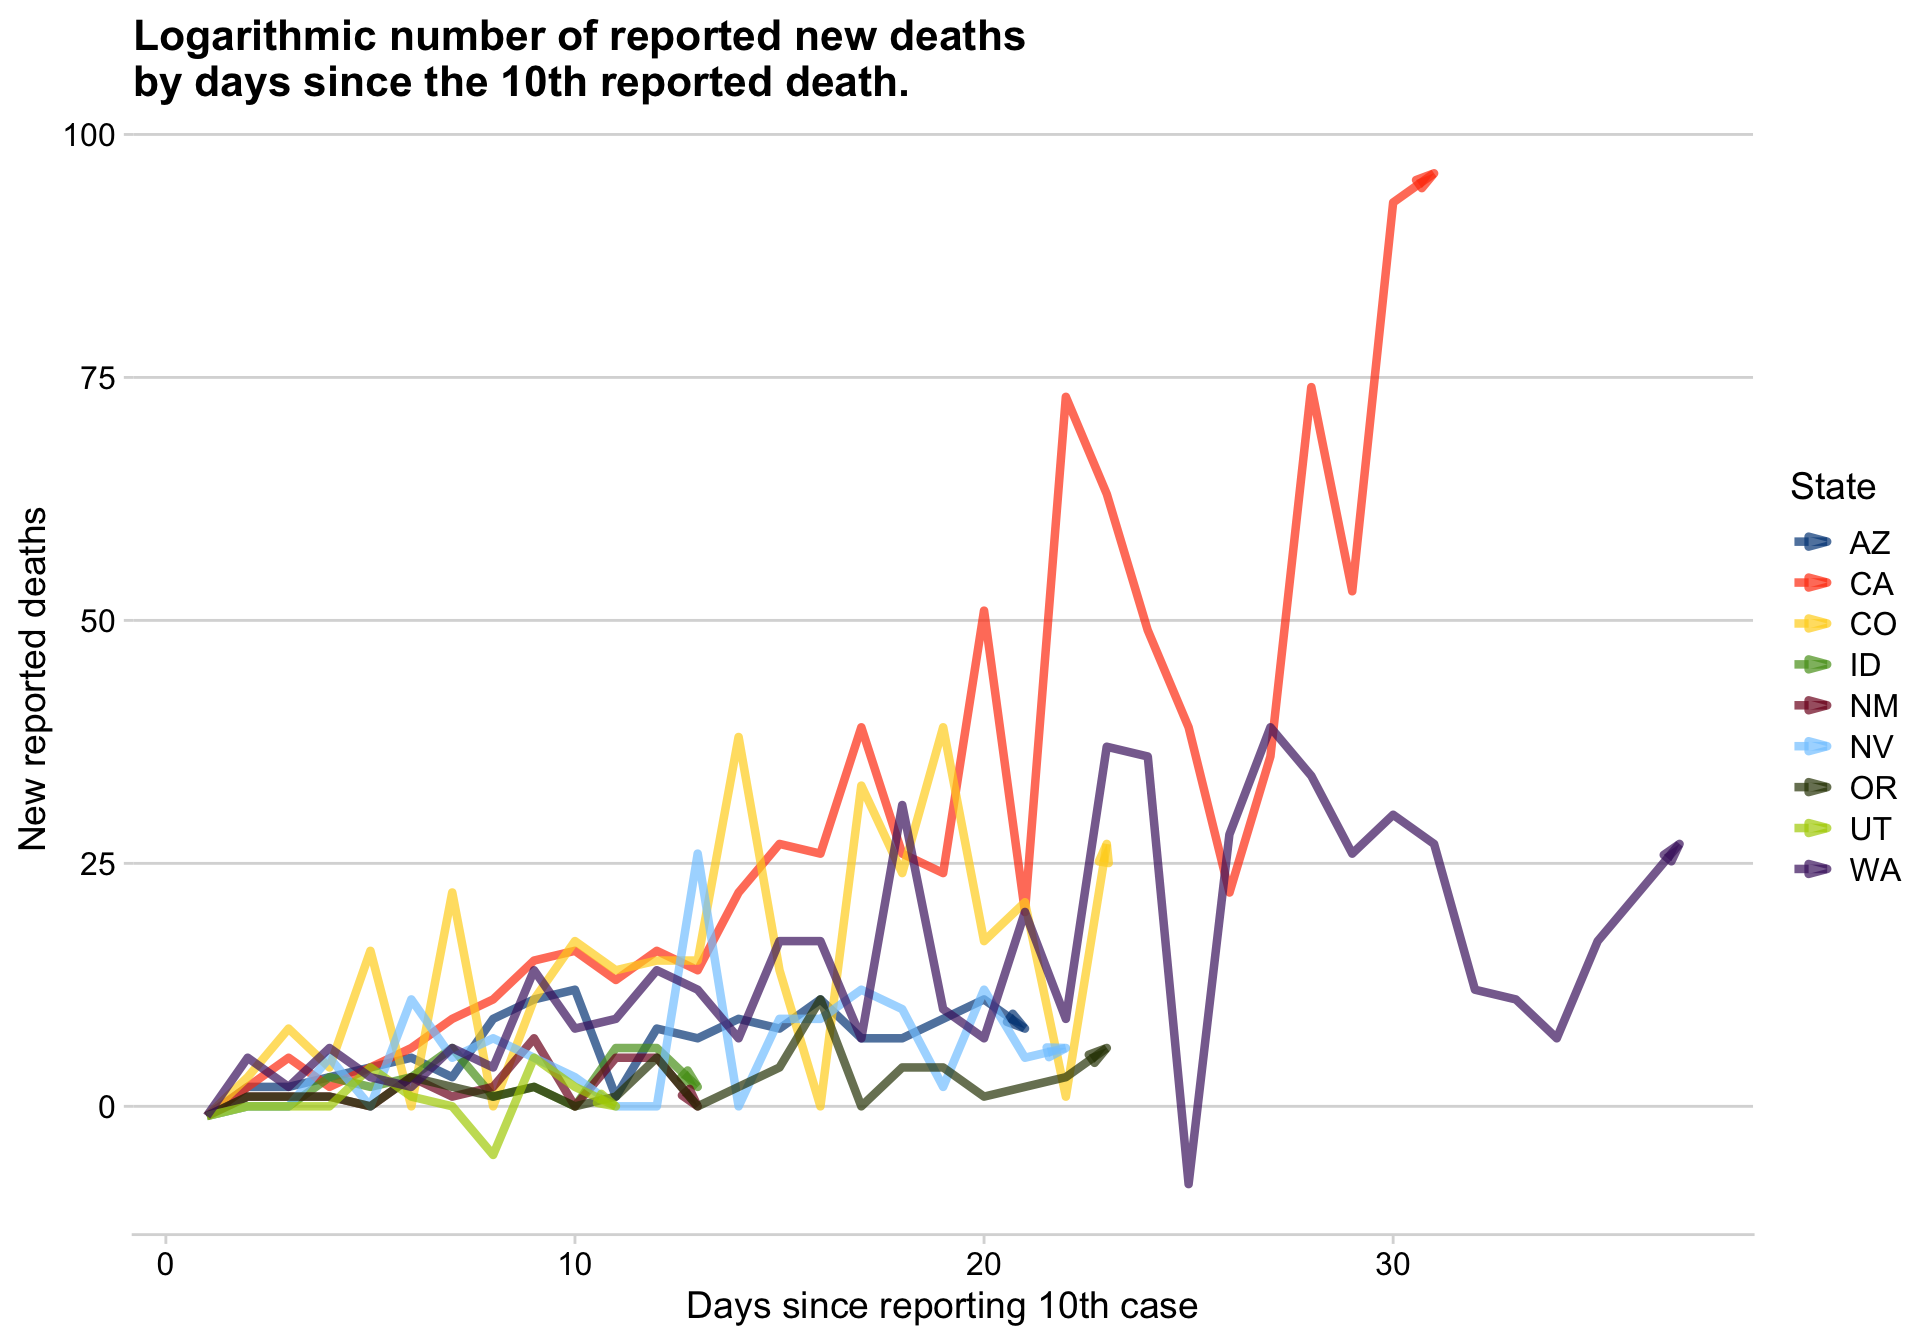 Logarithmic number of reported new deaths
by days since the 10th reported death.
100
75
50
25
0
New reported deaths
0 10 20 30
Days since reporting 10th case
State
AZ
CA
CO
ID
NM
NV
OR
UT
WA